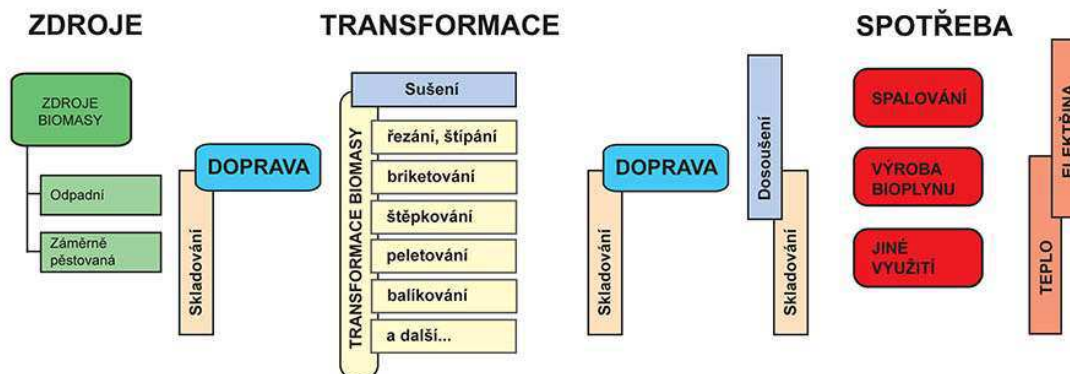 ZDROJE
TRANSFORMACE
SPOTŘEBA
ZDROJE
BIOMASY
Odpadní
Záměrně
pěstovaná
Skladování
DOPRAVA
TRANSFORMACE BIOMASY
Sušení
řezání, štípání
briketování
štěpkování
peletování
balíkování
a další...
Skladování
DOPRAVA
Dosoušení
Skladování
SPALOVÁNÍ
VÝROBA
BIOPLYNU
JINÉ
VYUŽITÍ
TEPLO
ELEKTŘINA